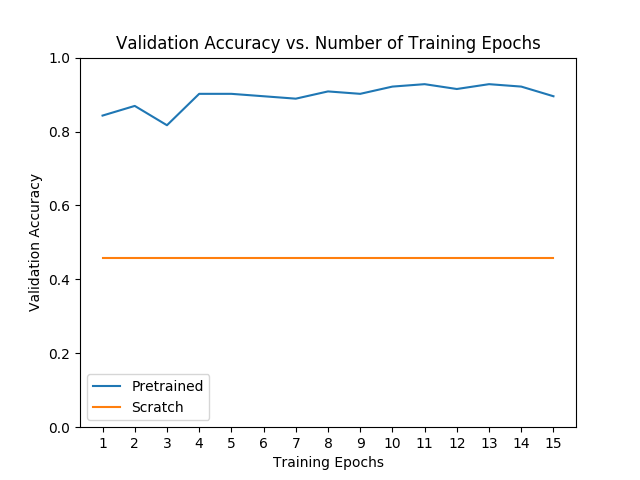 Validation Accuracy vs. Number of Training Epochs
1.0
0.8
0.6
0.4
0.2
0.0
Validation Accuracy
Pretrained
Scratch
1 2 3 4 5 6 7 8 9 10 11 12 13 14 15
Training Epochs